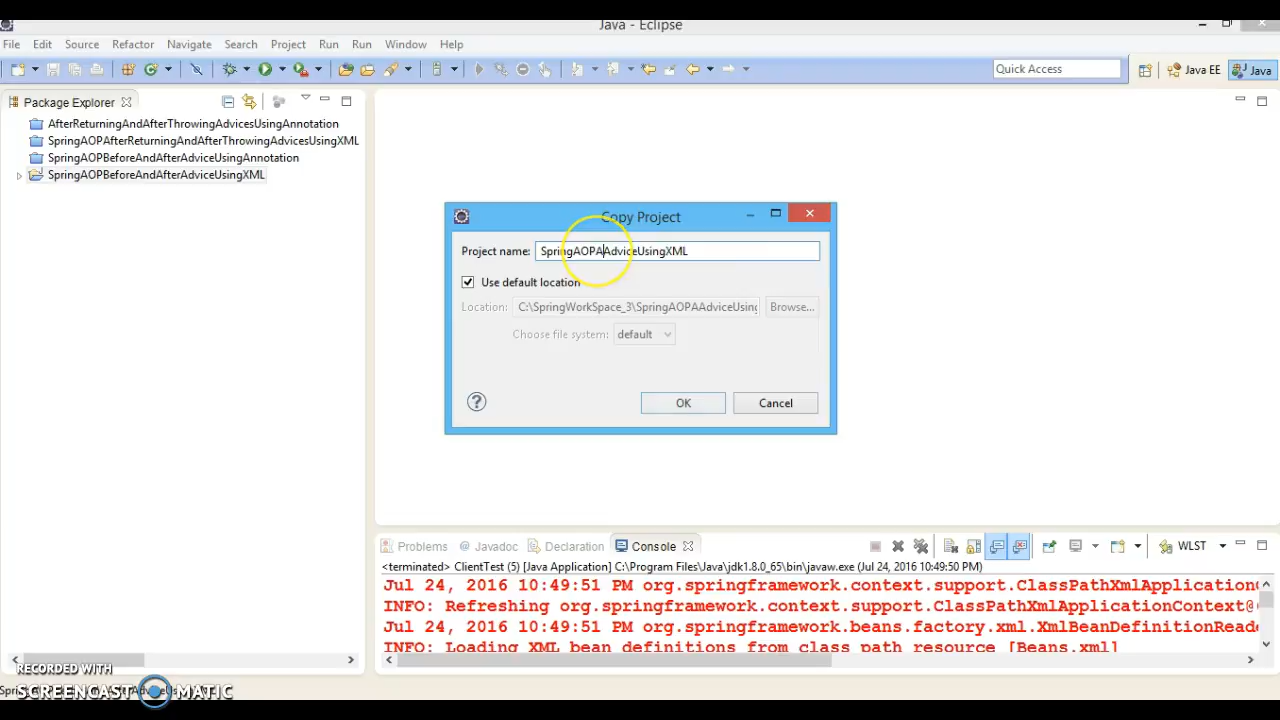 Java - Eclipse
File Edit Source Refactor Navigate Search Project Run Run Window Help
Quick Access
Java EE
Java
Package Explorer
AfterReturningAndAfterThrowingAdvicesUsingAnnotation
SpringAOPAfterReturningAndAfterThrowingAdvicesUsingXML
SpringAOPBeforeAndAfterAdviceUsingAnnotation
SpringAOPBeforeAndAfterAdviceUsingXML
Copy Project
Project name: SpringAOPAAdviceUsingXML
Use default location
Location: C:\SpringWorkSpace_3\SpringAOPAAdviceUsing
Browse...
Choose file system: default
OK
Cancel
Problems @ Javadoc Declaration Console
WLST
<terminated> ClientTest (5) [Java Application] C:\Program Files\Java\jdk1.8.0_65\bin\javaw.exe (Jul 24, 2016 10:49:50 PM)
Jul 24, 2016 10:49:51 PM org.springframework.context.support.ClassPathXmlApplication
INFO: Refreshing org.springframework.context.support.ClassPathXmlApplicationContext@
Jul 24, 2016 10:49:51 PM org.springframework.beans.factory.xml.XmlBeanDefinitionReade
INFO: Loading XML bean definitions from class path resource [Beans.xml]
RECORDED WITH
SCREENCAST MATIC